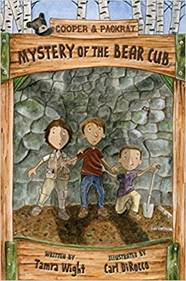 COOPER & PACKRAT
MYSTERY OF THE BEAR CUB
WRITTEN BY
Tamra Wight
ILLUSTRATED BY
Carl DiRocco